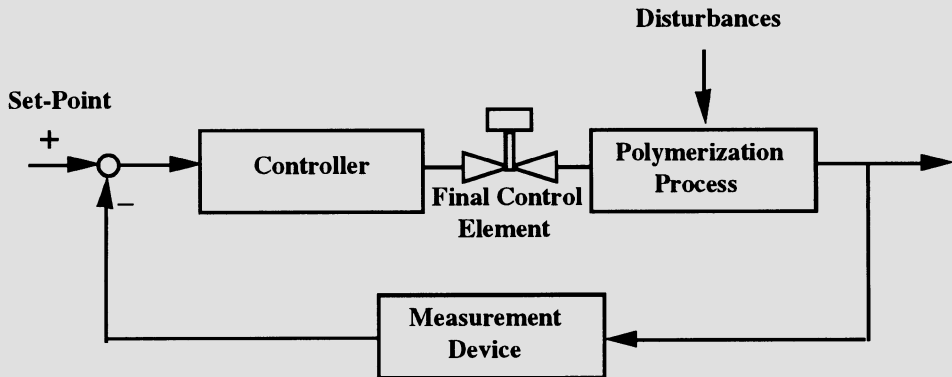 Disturbances
Set-Point
+
−
Controller
Final Control
Element
Polymerization
Process
Measurement
Device